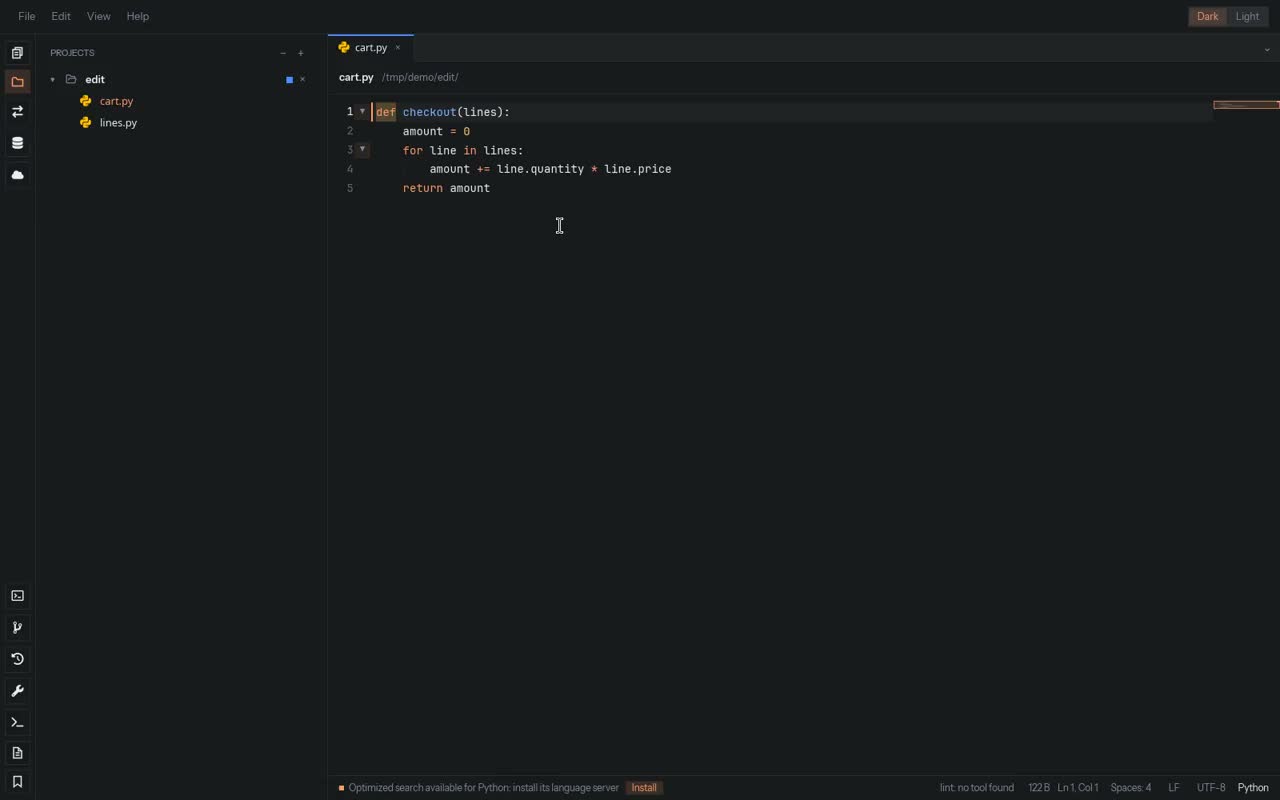 File Edit View Help Dark Light
PROJECTS − +
edit ×
cart.py
lines.py
cart.py ×
cart.py /tmp/demo/edit/
1 def checkout(lines):
2     amount = 0
3     for line in lines:
4         amount += line.quantity * line.price
5     return amount
Optimized search available for Python: install its language server Install lint: no tool found 122 B Ln 1, Col 1 Spaces: 4 LF UTF-8 Python